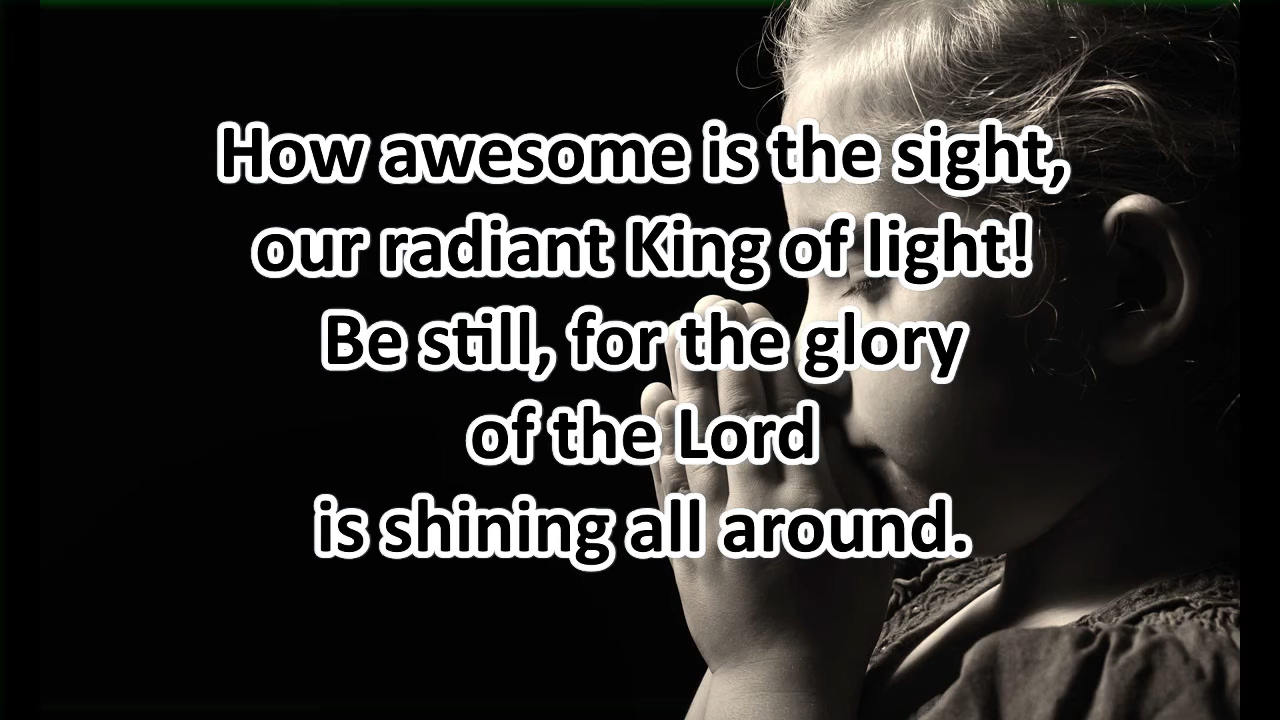 How awesome is the sight,
our radiant King of light!
Be still, for the glory
of the Lord
is shining all around.